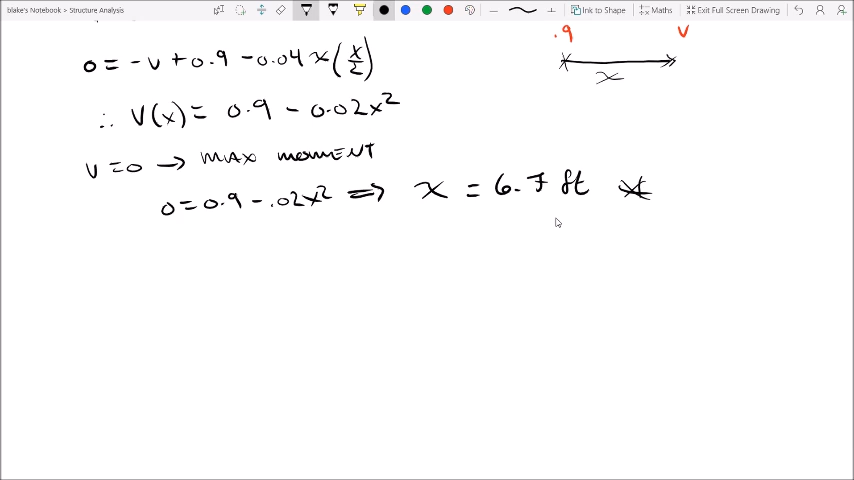 blake's Notebook > Structure Analysis
Ink to Shape
Maths
Exit Full Screen Drawing
.9 V
x
0 = -V + 0.9 - 0.04 x (x/2)
∴ V(x) = 0.9 - 0.02x²
V = 0 → MAX MOMENT
0 = 0.9 - .02x² ⇒ x = 6.7 ft